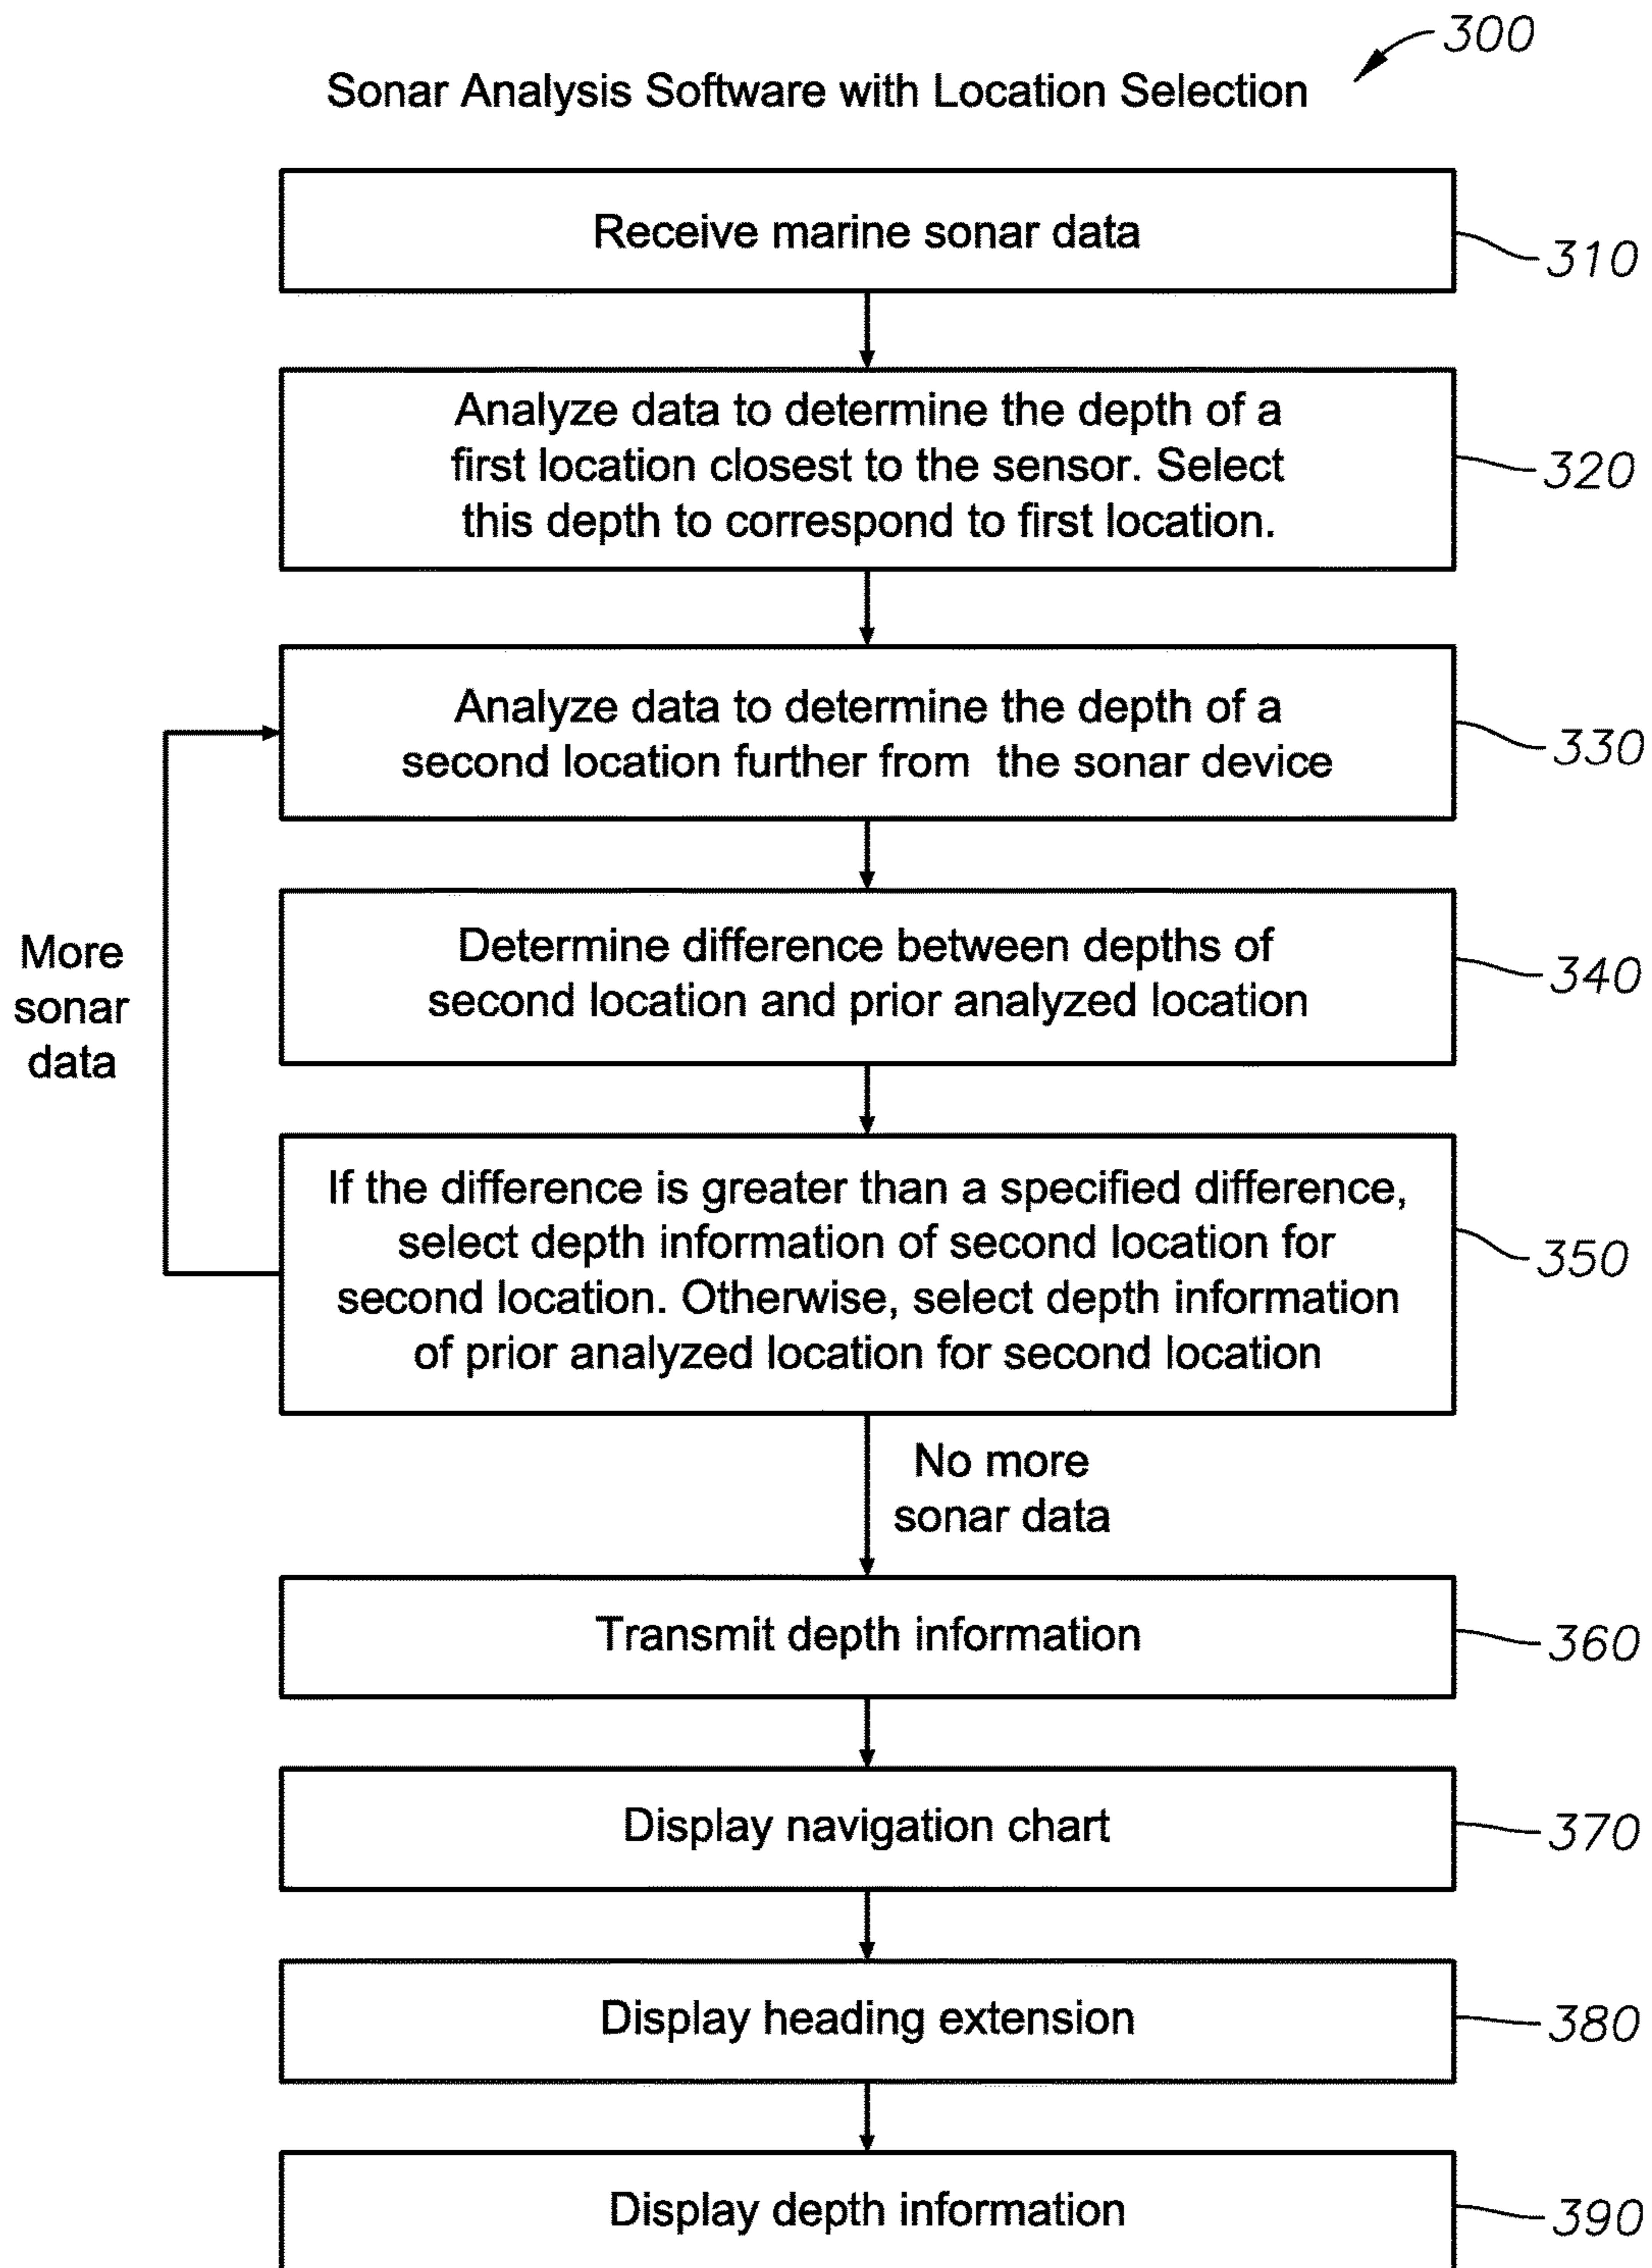 300
Sonar Analysis Software with Location Selection
Receive marine sonar data
310
Analyze data to determine the depth of a
first location closest to the sensor. Select
this depth to correspond to first location.
320
Analyze data to determine the depth of a
second location further from the sonar device
330
Determine difference between depths of
second location and prior analyzed location
340
More
sonar
data
If the difference is greater than a specified difference,
select depth information of second location for
second location. Otherwise, select depth information
of prior analyzed location for second location
350
No more
sonar data
Transmit depth information
360
Display navigation chart
370
Display heading extension
380
Display depth information
390